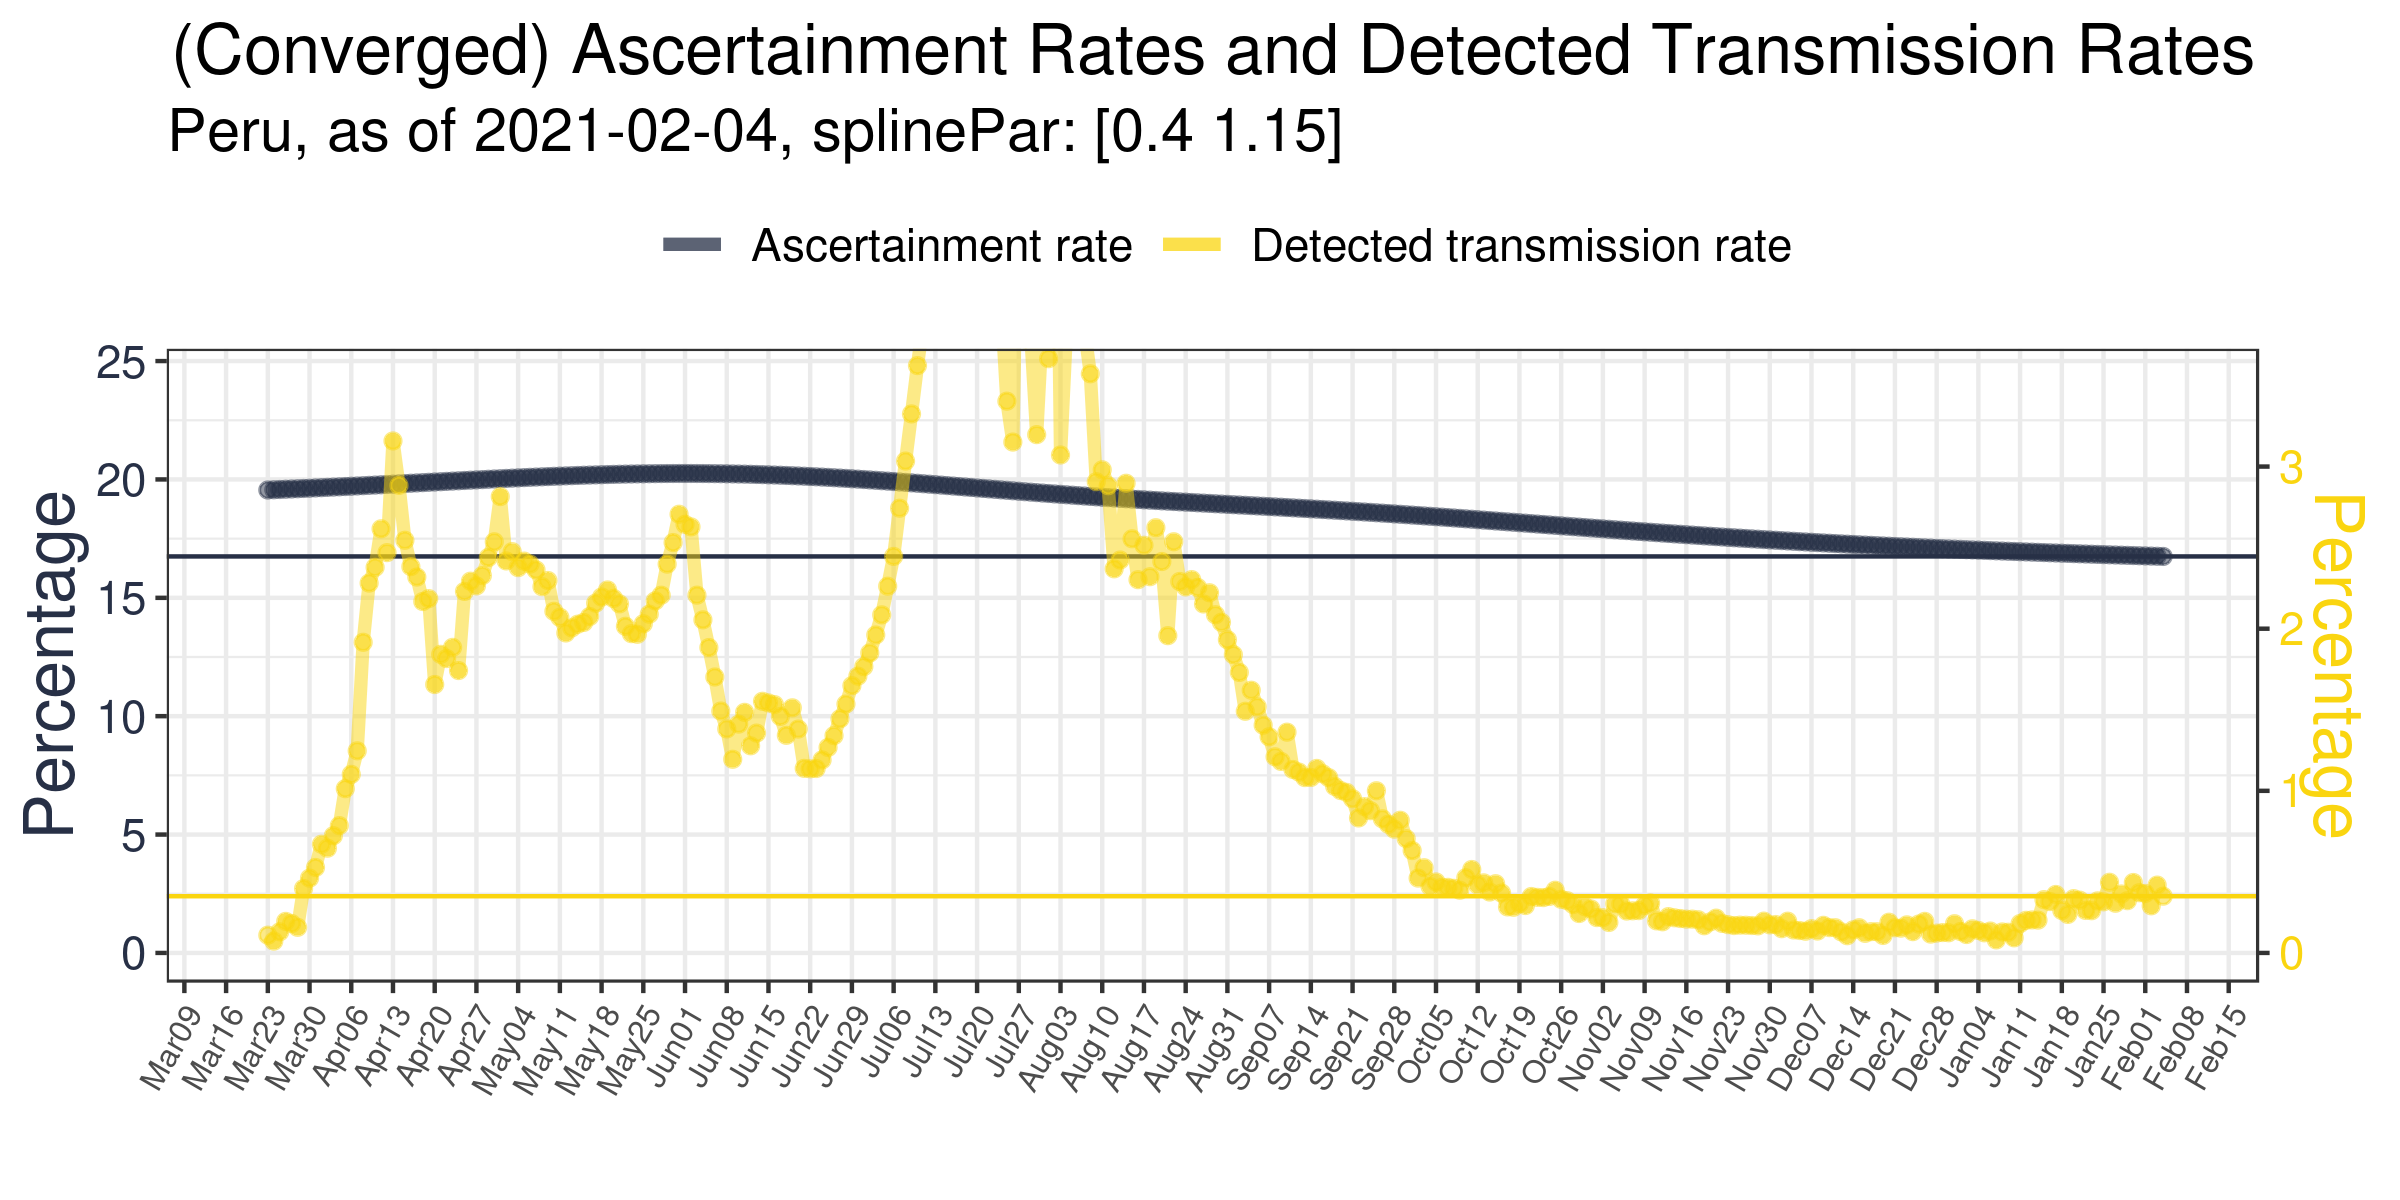 (Converged) Ascertainment Rates and Detected Transmission Rates
Peru, as of 2021-02-04, splinePar: [0.4 1.15]
Ascertainment rate
Detected transmission rate
Percentage
25
20
15
10
5
0
3
2
1
0
Percentage
Mar09
Mar16
Mar23
Mar30
Apr06
Apr13
Apr20
Apr27
May04
May11
May18
May25
Jun01
Jun08
Jun15
Jun22
Jun29
Jul06
Jul13
Jul20
Jul27
Aug03
Aug10
Aug17
Aug24
Aug31
Sep07
Sep14
Sep21
Sep28
Oct05
Oct12
Oct19
Oct26
Nov02
Nov09
Nov16
Nov23
Nov30
Dec07
Dec14
Dec21
Dec28
Jan04
Jan11
Jan18
Jan25
Feb01
Feb08
Feb15